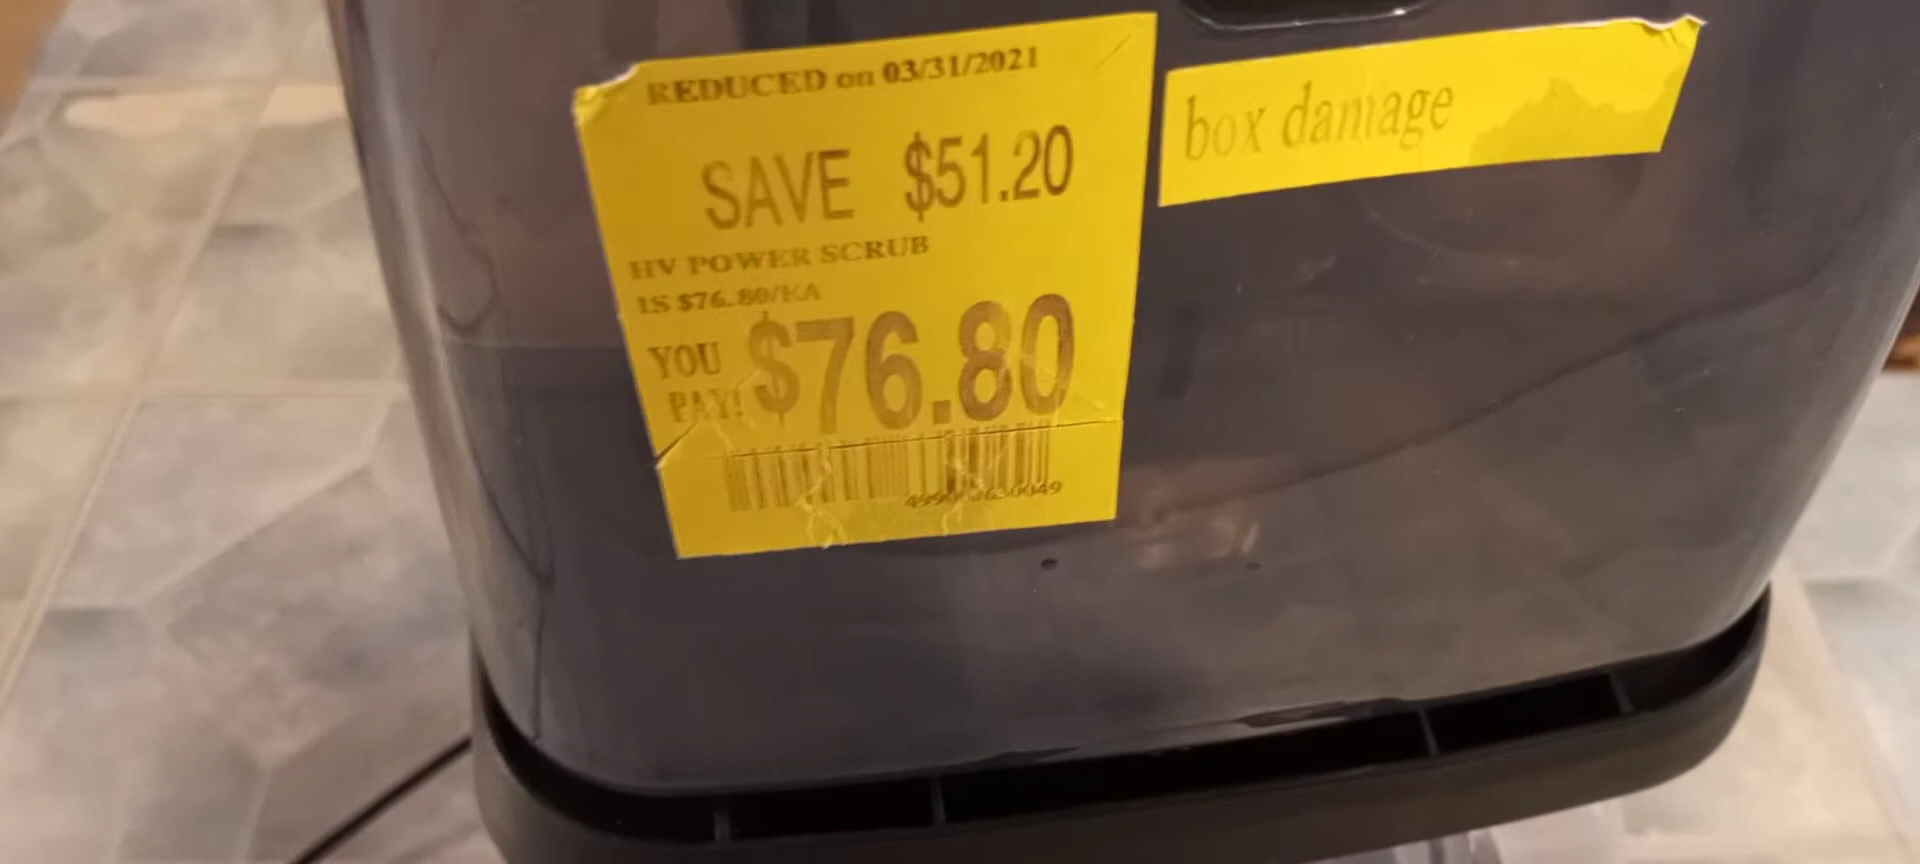 REDUCED on 03/31/2021
SAVE $51.20
HV POWER SCRUB
IS $76.80/EA
YOU PAY! $76.80
box damage